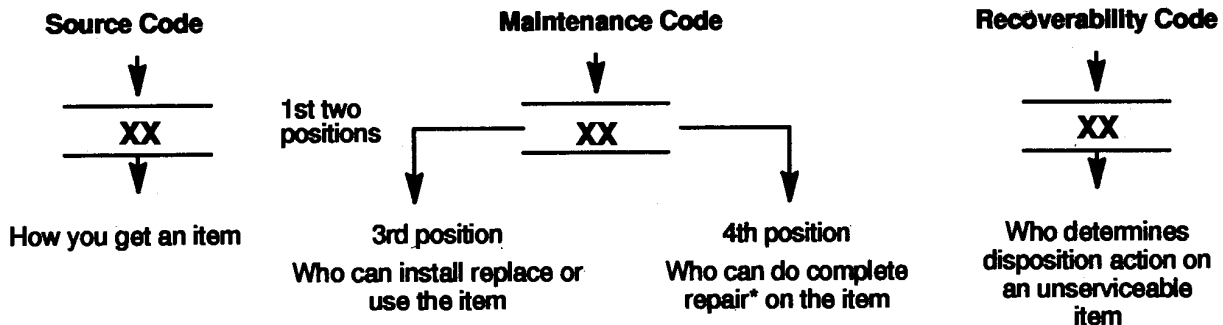 Source Code
Maintenance Code
Recoverability Code
XX
1st two
positions
XX
XX
How you get an item
3rd position
4th position
Who determines
disposition action on
an unserviceable
item
Who can install replace or
use the item
Who can do complete
repair* on the item